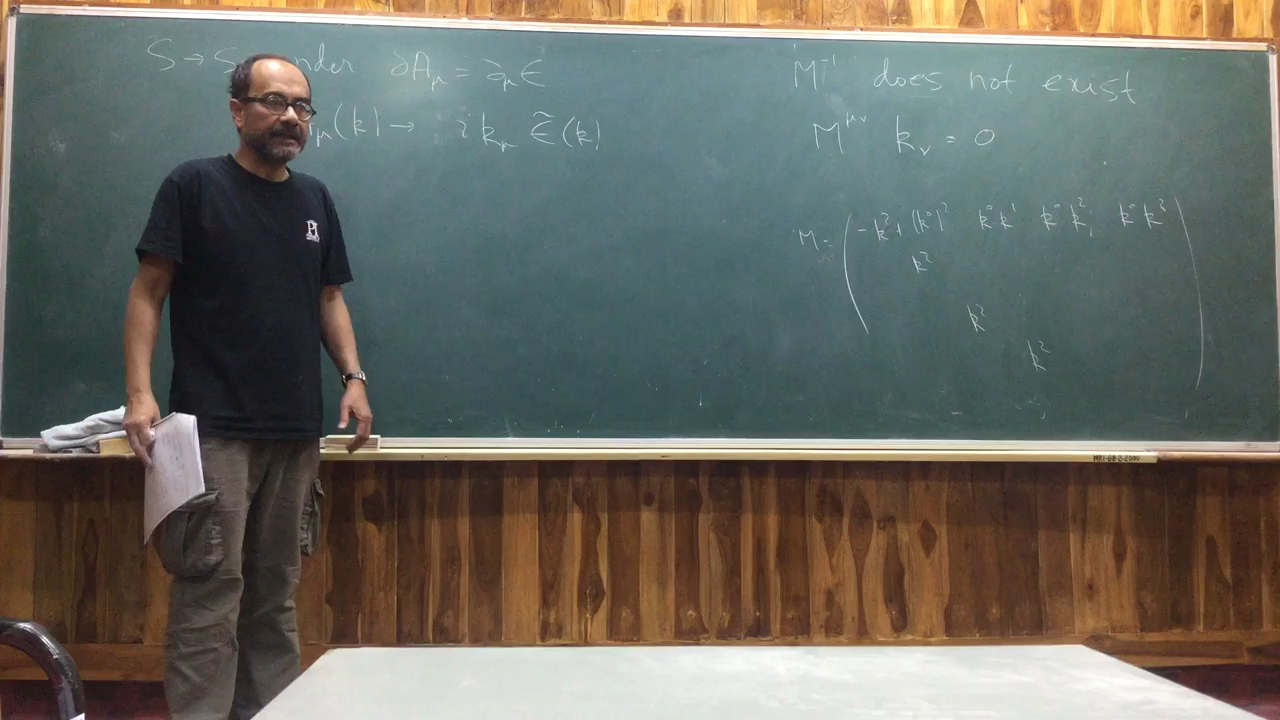 S → S under δA_μ = ∂_μ ε
A_μ(k) → i k_μ ε̃(k)
M⁻¹ does not exist
M^{μν} k_ν = 0
M = ( -k² + (k⁰)² k⁰k¹ k⁰k² k⁰k³
k²
k²
k² )
PI